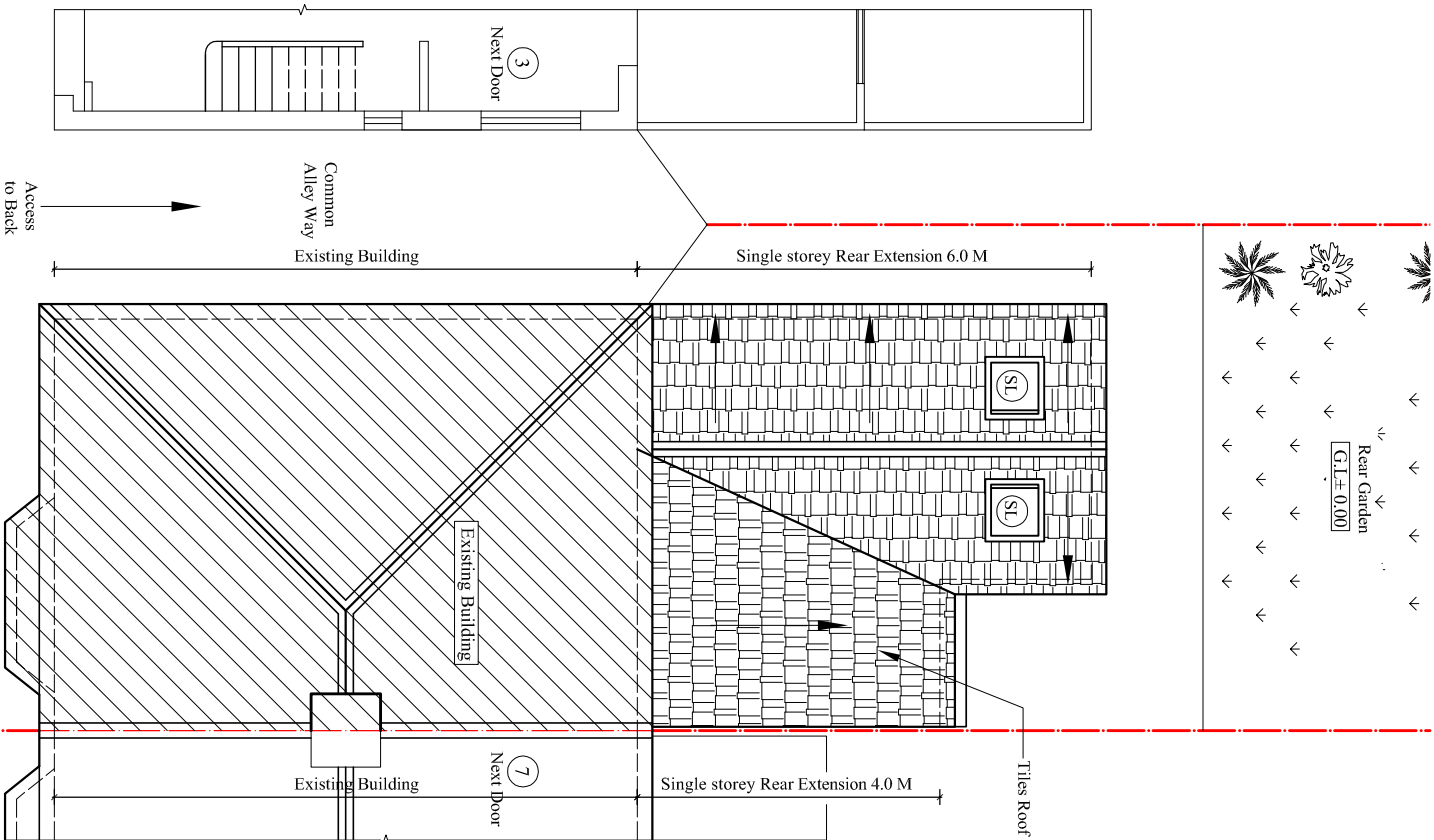 3
Next Door
Common
Alley Way
Access
to Back
Existing Building
Single storey Rear Extension 6.0 M
SL
SL
Rear Garden
G.L± 0.00
Existing Building
7
Next Door
Existing Building
Single storey Rear Extension 4.0 M
Tiles Roof